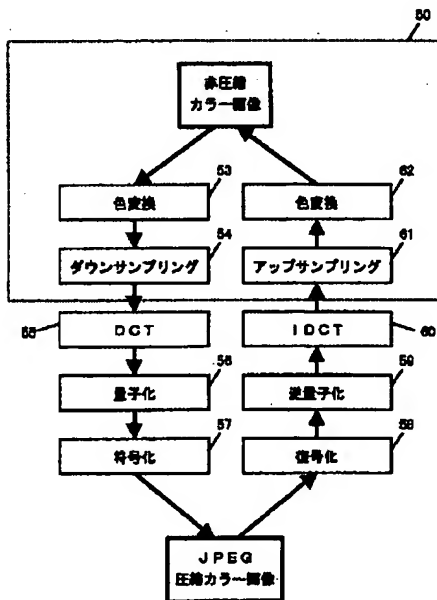 50
非圧縮
カラー画像
53
62
色変換
色変換
54
61
ダウンサンプリング
アップサンプリング
55
DCT
IDCT
60
56
59
量子化
逆量子化
57
58
符号化
復号化
JPEG
圧縮カラー画像